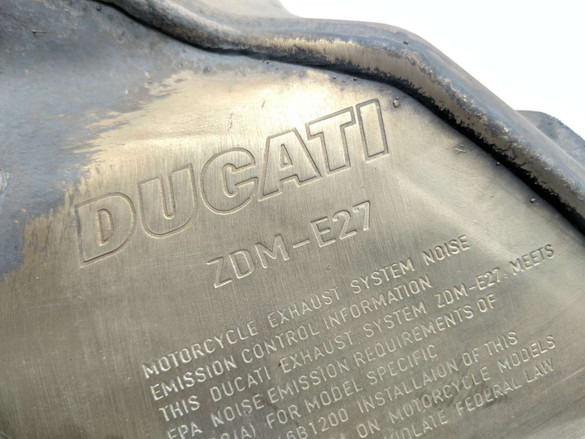 DUCATI
ZDM-E27
MOTORCYCLE EXHAUST SYSTEM NOISE
EMISSION CONTROL INFORMATION
THIS DUCATI EXHAUST SYSTEM ZDM-E27 MEETS
EPA NOISE EMISSION REQUIREMENTS OF
(A) FOR MODEL SPECIFIC
6B1200 INSTALLAION OF THIS
ON MOTORCYCLE MODELS
FEDERAL LAW